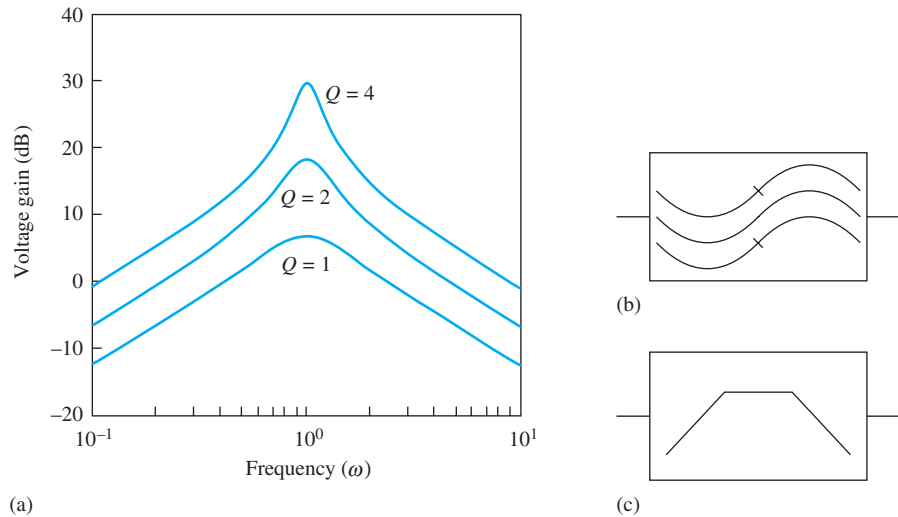 40
30
20
10
0
–10
–20
Voltage gain (dB)
Q = 4
Q = 2
Q = 1
10⁻¹
10⁰
10¹
Frequency (ω)
(a)
(b)
(c)